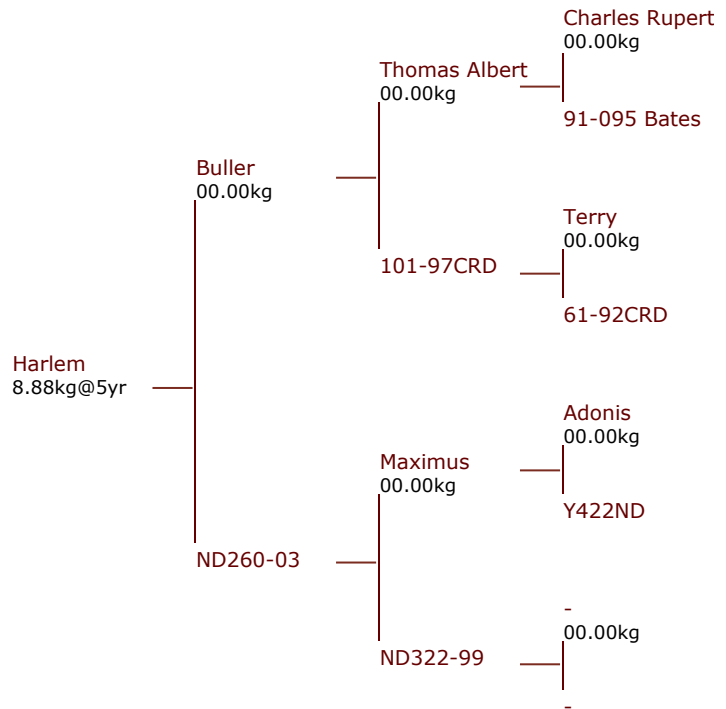 Charles Rupert
00.00kg
Thomas Albert
00.00kg
91-095 Bates
Buller
00.00kg
Terry
00.00kg
101-97CRD
61-92CRD
Harlem
8.88kg@5yr
Adonis
00.00kg
Maximus
00.00kg
Y422ND
ND260-03
-
00.00kg
ND322-99
-